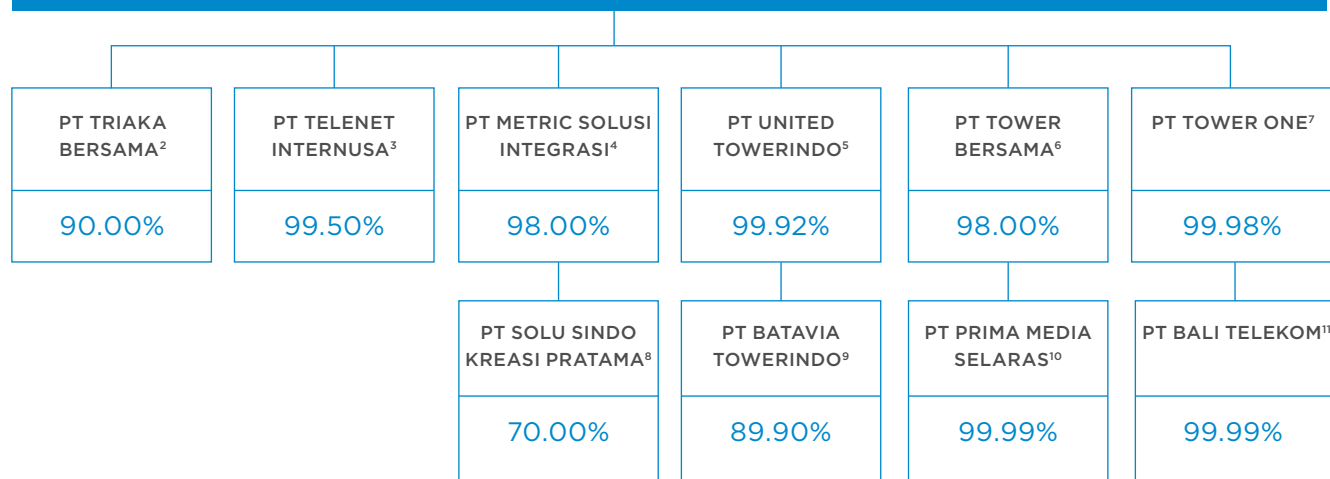 PT TRIAKA
BERSAMA²
90.00%
PT TELENET
INTERNUSA³
99.50%
PT METRIC SOLUSI
INTEGRASI⁴
98.00%
PT UNITED
TOWERINDO⁵
99.92%
PT TOWER
BERSAMA⁶
98.00%
PT TOWER ONE⁷
99.98%
PT SOLU SINDO
KREASI PRATAMA⁸
70.00%
PT BATAVIA
TOWERINDO⁹
89.90%
PT PRIMA MEDIA
SELARAS¹⁰
99.99%
PT BALI TELEKOM¹¹
99.99%